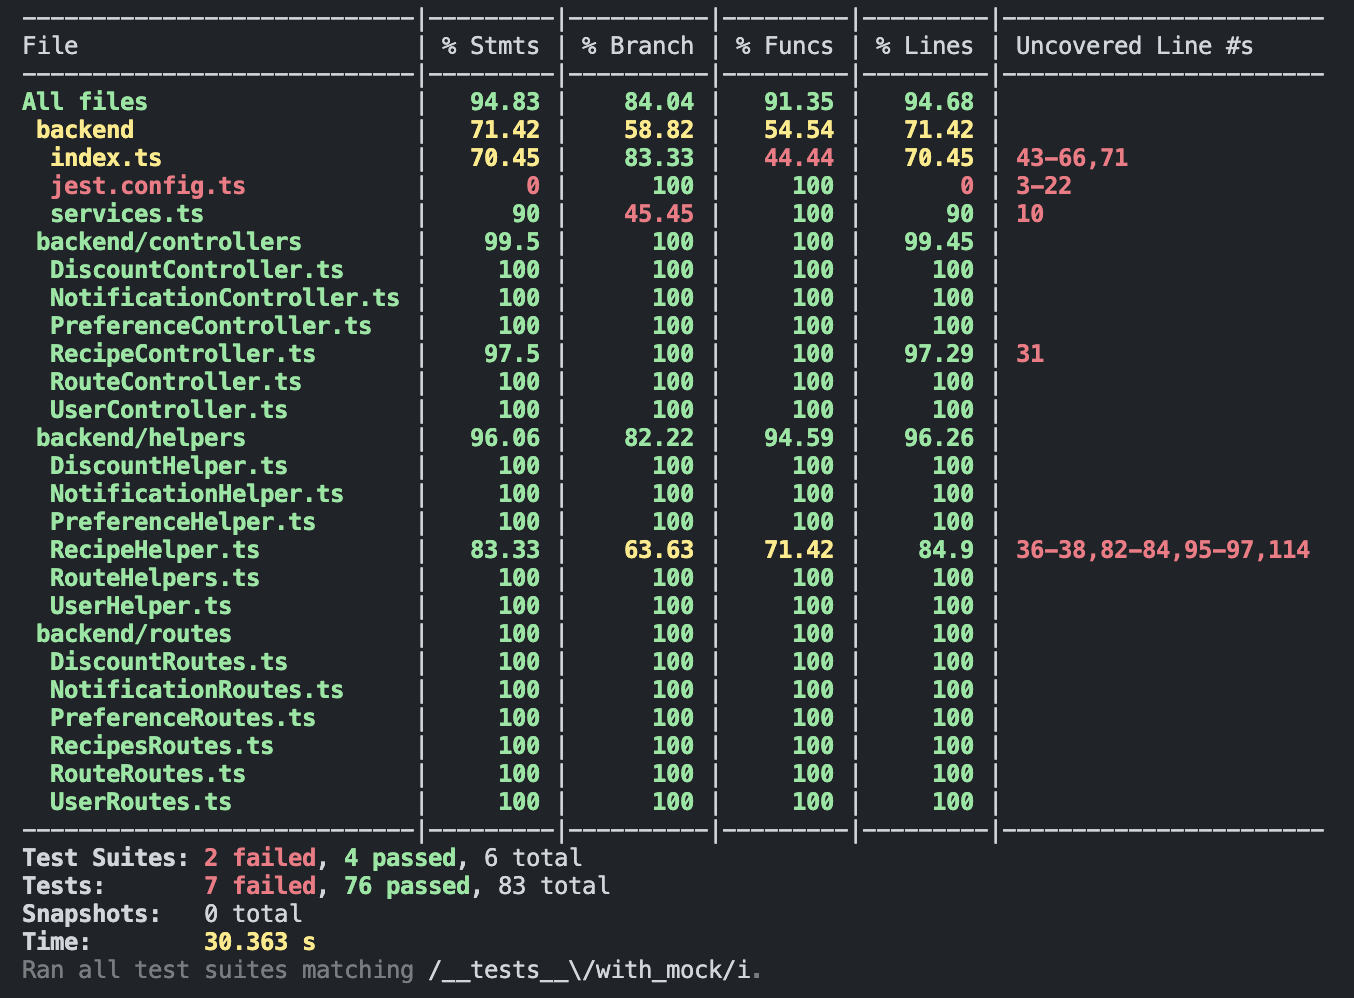 File | % Stmts | % Branch | % Funcs | % Lines | Uncovered Line #s
All files | 94.83 | 84.04 | 91.35 | 94.68 |
backend | 71.42 | 58.82 | 54.54 | 71.42 |
index.ts | 70.45 | 83.33 | 44.44 | 70.45 | 43-66,71
jest.config.ts | 0 | 100 | 100 | 0 | 3-22
services.ts | 90 | 45.45 | 100 | 90 | 10
backend/controllers | 99.5 | 100 | 100 | 99.45 |
DiscountController.ts | 100 | 100 | 100 | 100 |
NotificationController.ts | 100 | 100 | 100 | 100 |
PreferenceController.ts | 100 | 100 | 100 | 100 |
RecipeController.ts | 97.5 | 100 | 100 | 97.29 | 31
RouteController.ts | 100 | 100 | 100 | 100 |
UserController.ts | 100 | 100 | 100 | 100 |
backend/helpers | 96.06 | 82.22 | 94.59 | 96.26 |
DiscountHelper.ts | 100 | 100 | 100 | 100 |
NotificationHelper.ts | 100 | 100 | 100 | 100 |
PreferenceHelper.ts | 100 | 100 | 100 | 100 |
RecipeHelper.ts | 83.33 | 63.63 | 71.42 | 84.9 | 36-38,82-84,95-97,114
RouteHelpers.ts | 100 | 100 | 100 | 100 |
UserHelper.ts | 100 | 100 | 100 | 100 |
backend/routes | 100 | 100 | 100 | 100 |
DiscountRoutes.ts | 100 | 100 | 100 | 100 |
NotificationRoutes.ts | 100 | 100 | 100 | 100 |
PreferenceRoutes.ts | 100 | 100 | 100 | 100 |
RecipesRoutes.ts | 100 | 100 | 100 | 100 |
RouteRoutes.ts | 100 | 100 | 100 | 100 |
UserRoutes.ts | 100 | 100 | 100 | 100 |
Test Suites: 2 failed, 4 passed, 6 total
Tests: 7 failed, 76 passed, 83 total
Snapshots: 0 total
Time: 30.363 s
Ran all test suites matching /__tests__\/with_mock/i.